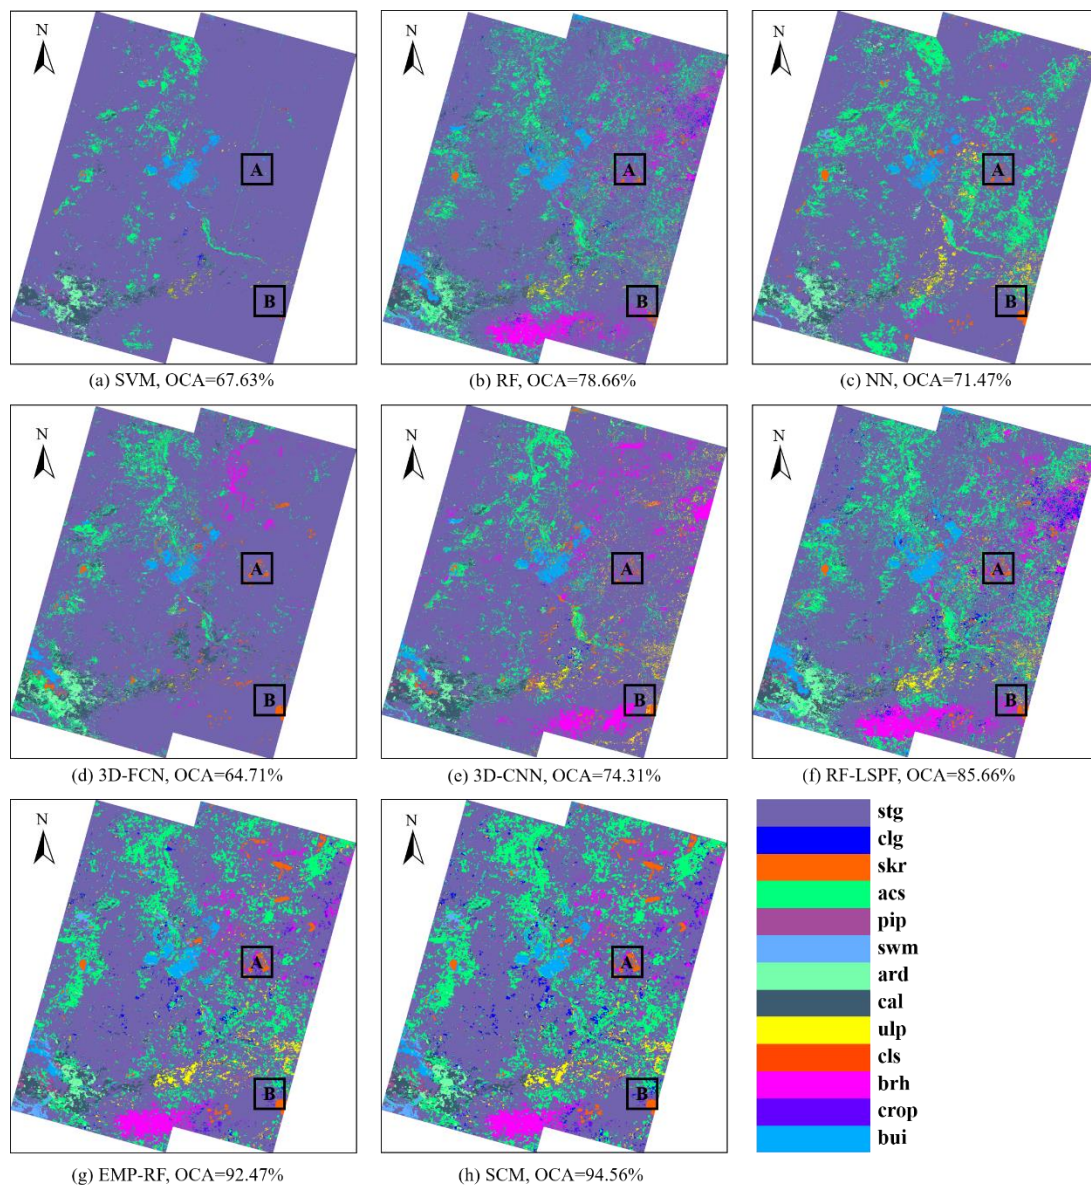 N
N
N
A
A
A
B
B
B
(a) SVM, OCA=67.63%
(b) RF, OCA=78.66%
(c) NN, OCA=71.47%
N
N
N
A
A
A
B
B
B
(d) 3D-FCN, OCA=64.71%
(e) 3D-CNN, OCA=74.31%
(f) RF-LSPF, OCA=85.66%
N
N
A
A
B
B
(g) EMP-RF, OCA=92.47%
(h) SCM, OCA=94.56%
stg
clg
skr
acs
pip
swm
ard
cal
ulp
cls
brh
crop
bui